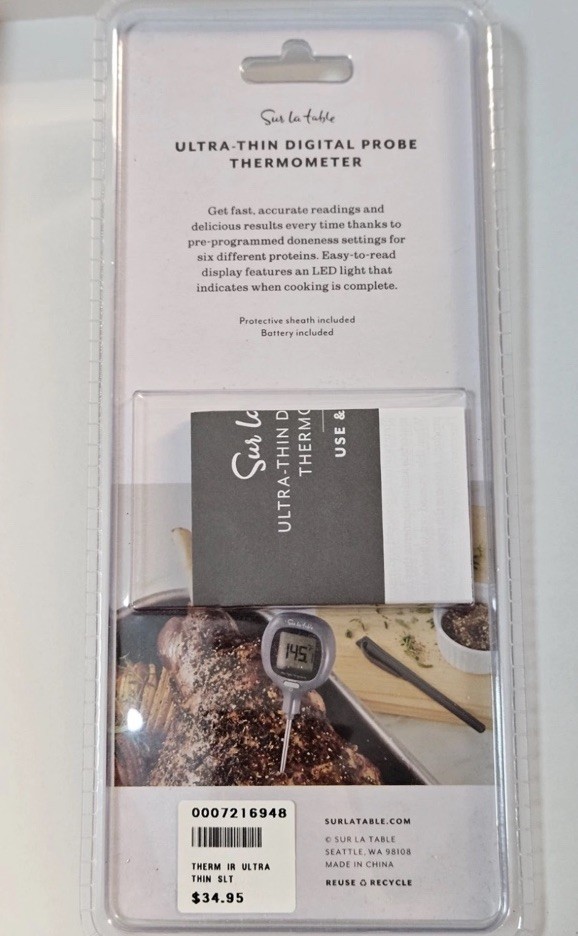 Sur la table
ULTRA-THIN DIGITAL PROBE
THERMOMETER
Get fast, accurate readings and
delicious results every time thanks to
pre-programmed doneness settings for
six different proteins. Easy-to-read
display features an LED light that
indicates when cooking is complete.
Protective sheath included
Battery included
Sur la
ULTRA-THIN D
THERMO
USE &
Sur la table
145°
0007216948
THERM IR ULTRA
THIN SLT
$34.95
SURLATABLE.COM
© SUR LA TABLE
SEATTLE, WA 98108
MADE IN CHINA
REUSE ♻ RECYCLE